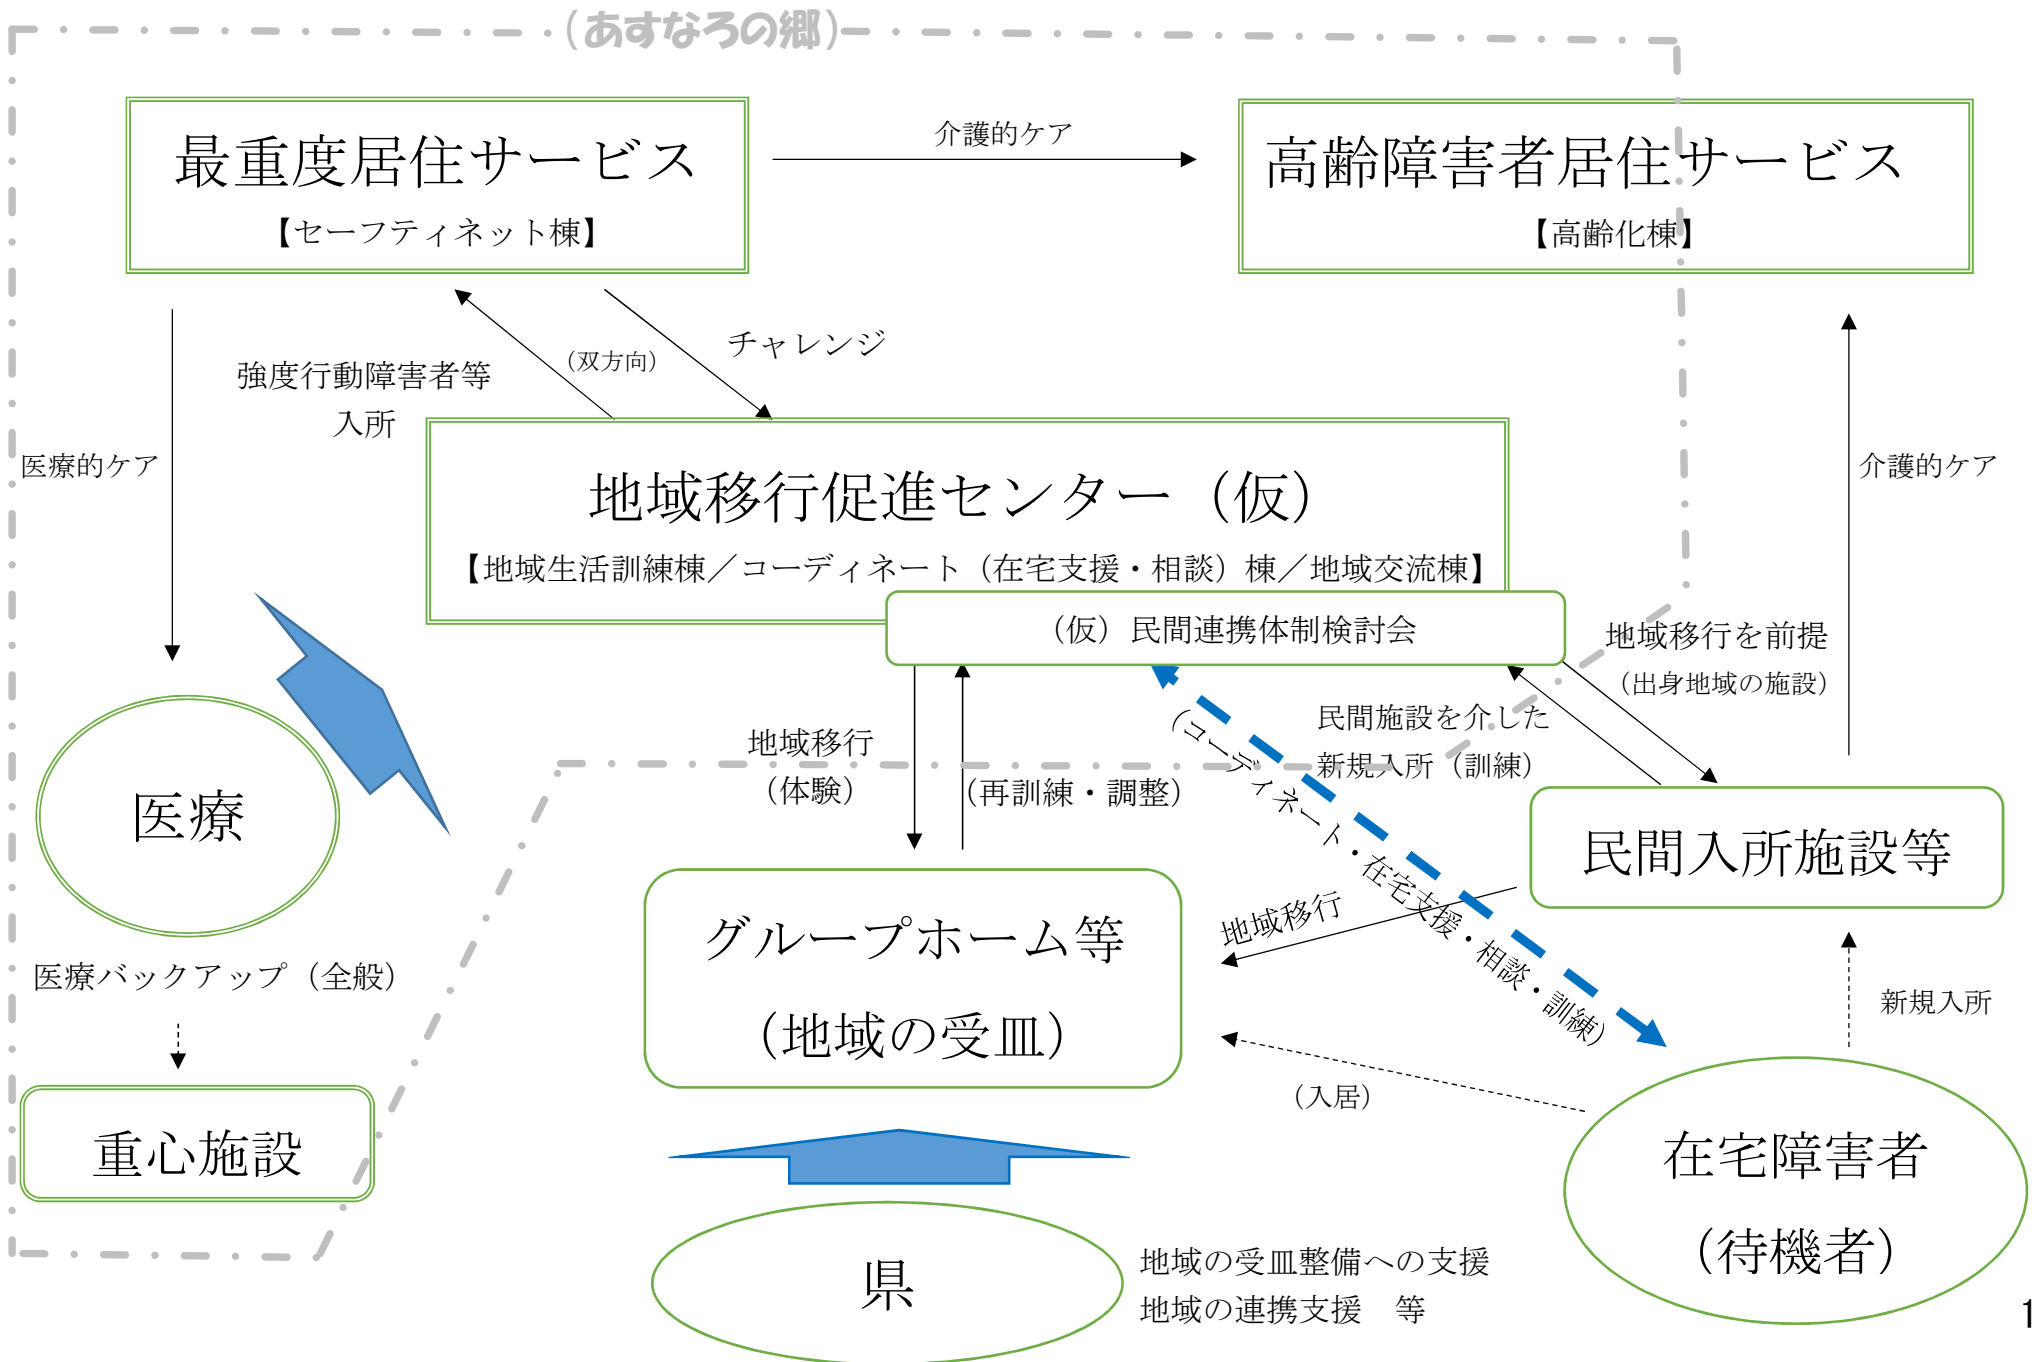 （あすなろの郷）
最重度居住サービス
【セーフティネット棟】
介護的ケア
高齢障害者居住サービス
【高齢化棟】
強度行動障害者等
入所
（双方向）
チャレンジ
医療的ケア
介護的ケア
地域移行促進センター（仮）
【地域生活訓練棟／コーディネート（在宅支援・相談）棟／地域交流棟】
（仮）民間連携体制検討会
地域移行を前提
（出身地域の施設）
民間施設を介した
新規入所（訓練）
地域移行
（体験）
（再訓練・調整）
（コーディネート・在宅支援・相談・訓練）
医療
医療バックアップ（全般）
重心施設
グループホーム等
（地域の受皿）
地域移行
民間入所施設等
新規入所
（入居）
在宅障害者
（待機者）
県
地域の受皿整備への支援
地域の連携支援　等
1